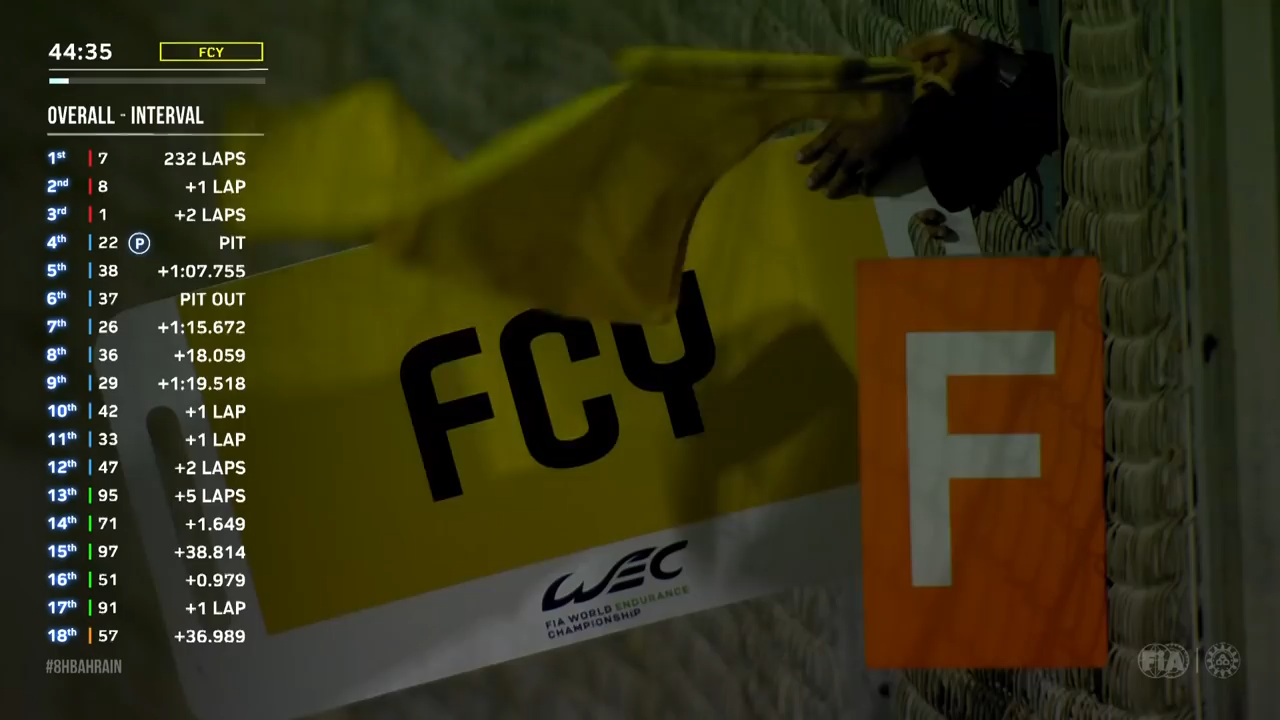 44:35 FCY
OVERALL - INTERVAL
1st 7 232 LAPS
2nd 8 +1 LAP
3rd 1 +2 LAPS
4th 22 P PIT
5th 38 +1:07.755
6th 37 PIT OUT
7th 26 +1:15.672
8th 36 +18.059
9th 29 +1:19.518
10th 42 +1 LAP
11th 33 +1 LAP
12th 47 +2 LAPS
13th 95 +5 LAPS
14th 71 +1.649
15th 97 +38.814
16th 51 +0.979
17th 91 +1 LAP
18th 57 +36.989
#8HBAHRAIN
FCY
WEC
FIA WORLD ENDURANCE
CHAMPIONSHIP
F
FIA